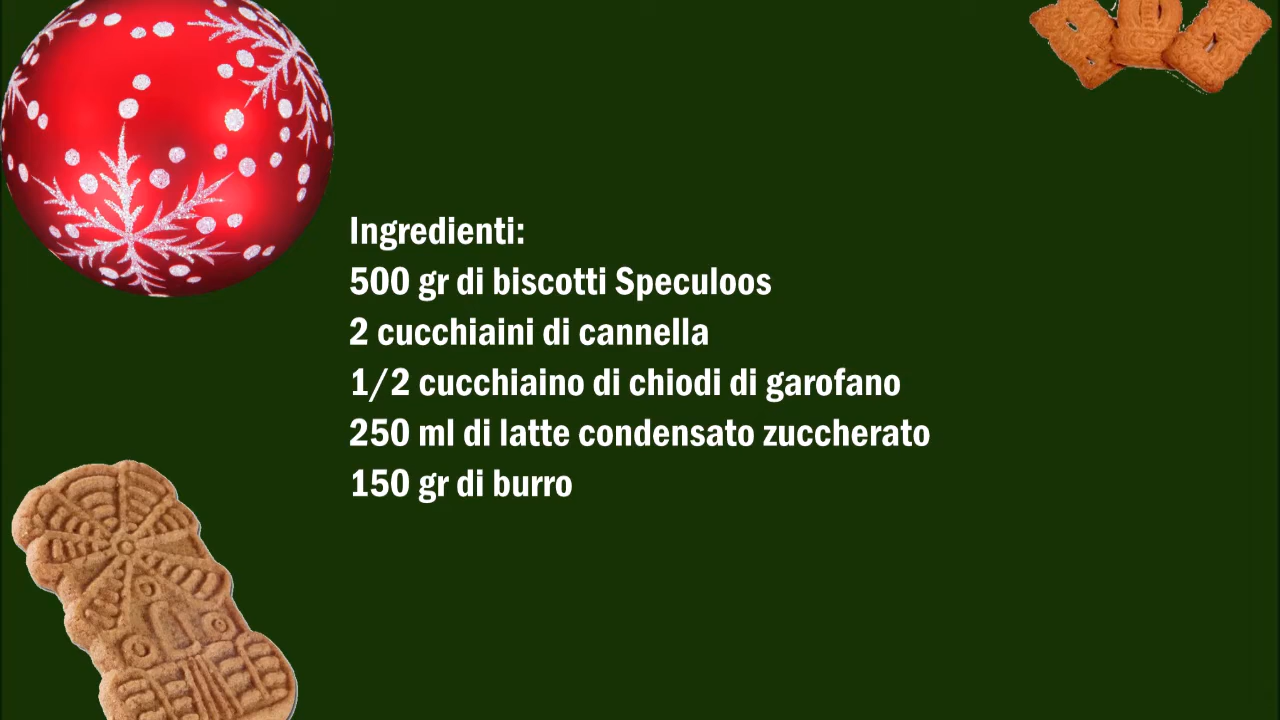 Ingredienti:
500 gr di biscotti Speculoos
2 cucchiaini di cannella
1/2 cucchiaino di chiodi di garofano
250 ml di latte condensato zuccherato
150 gr di burro